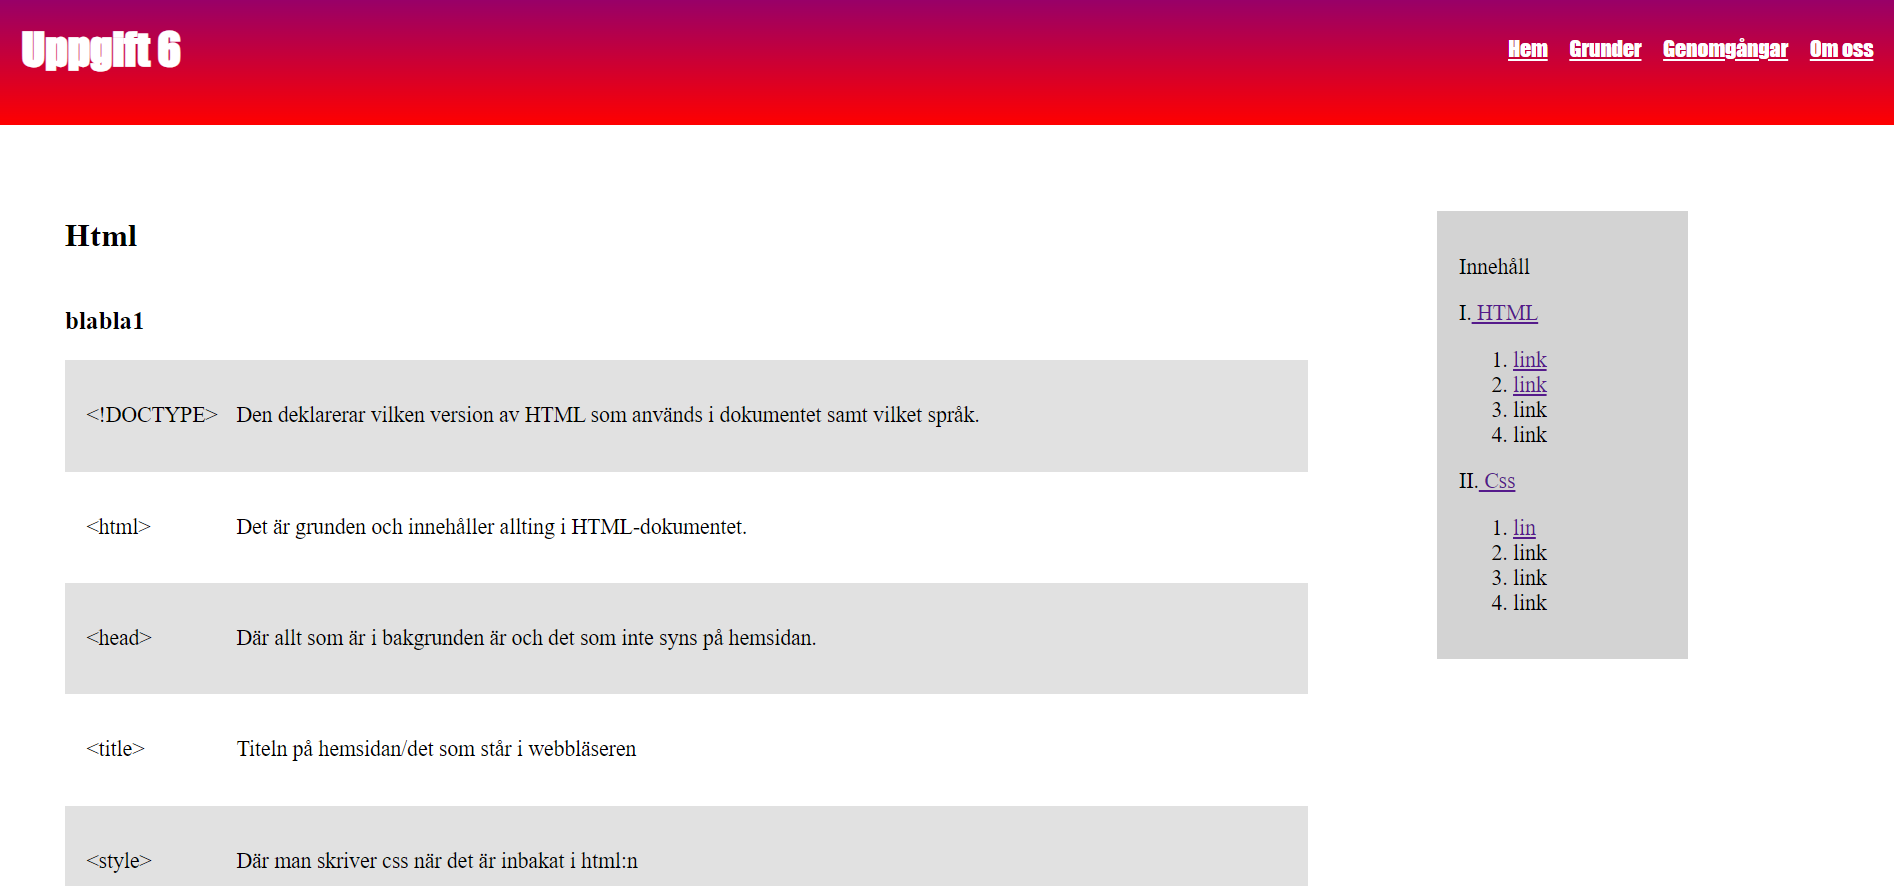 Uppgift 6
Hem Grunder Genomgångar Om oss
Html
blabla1
<!DOCTYPE> Den deklarerar vilken version av HTML som används i dokumentet samt vilket språk.
<html> Det är grunden och innehåller allting i HTML-dokumentet.
<head> Där allt som är i bakgrunden är och det som inte syns på hemsidan.
<title> Titeln på hemsidan/det som står i webbläseren
<style> Där man skriver css när det är inbakat i html:n
Innehåll
I. HTML
1. link
2. link
3. link
4. link
II. Css
1. lin
2. link
3. link
4. link